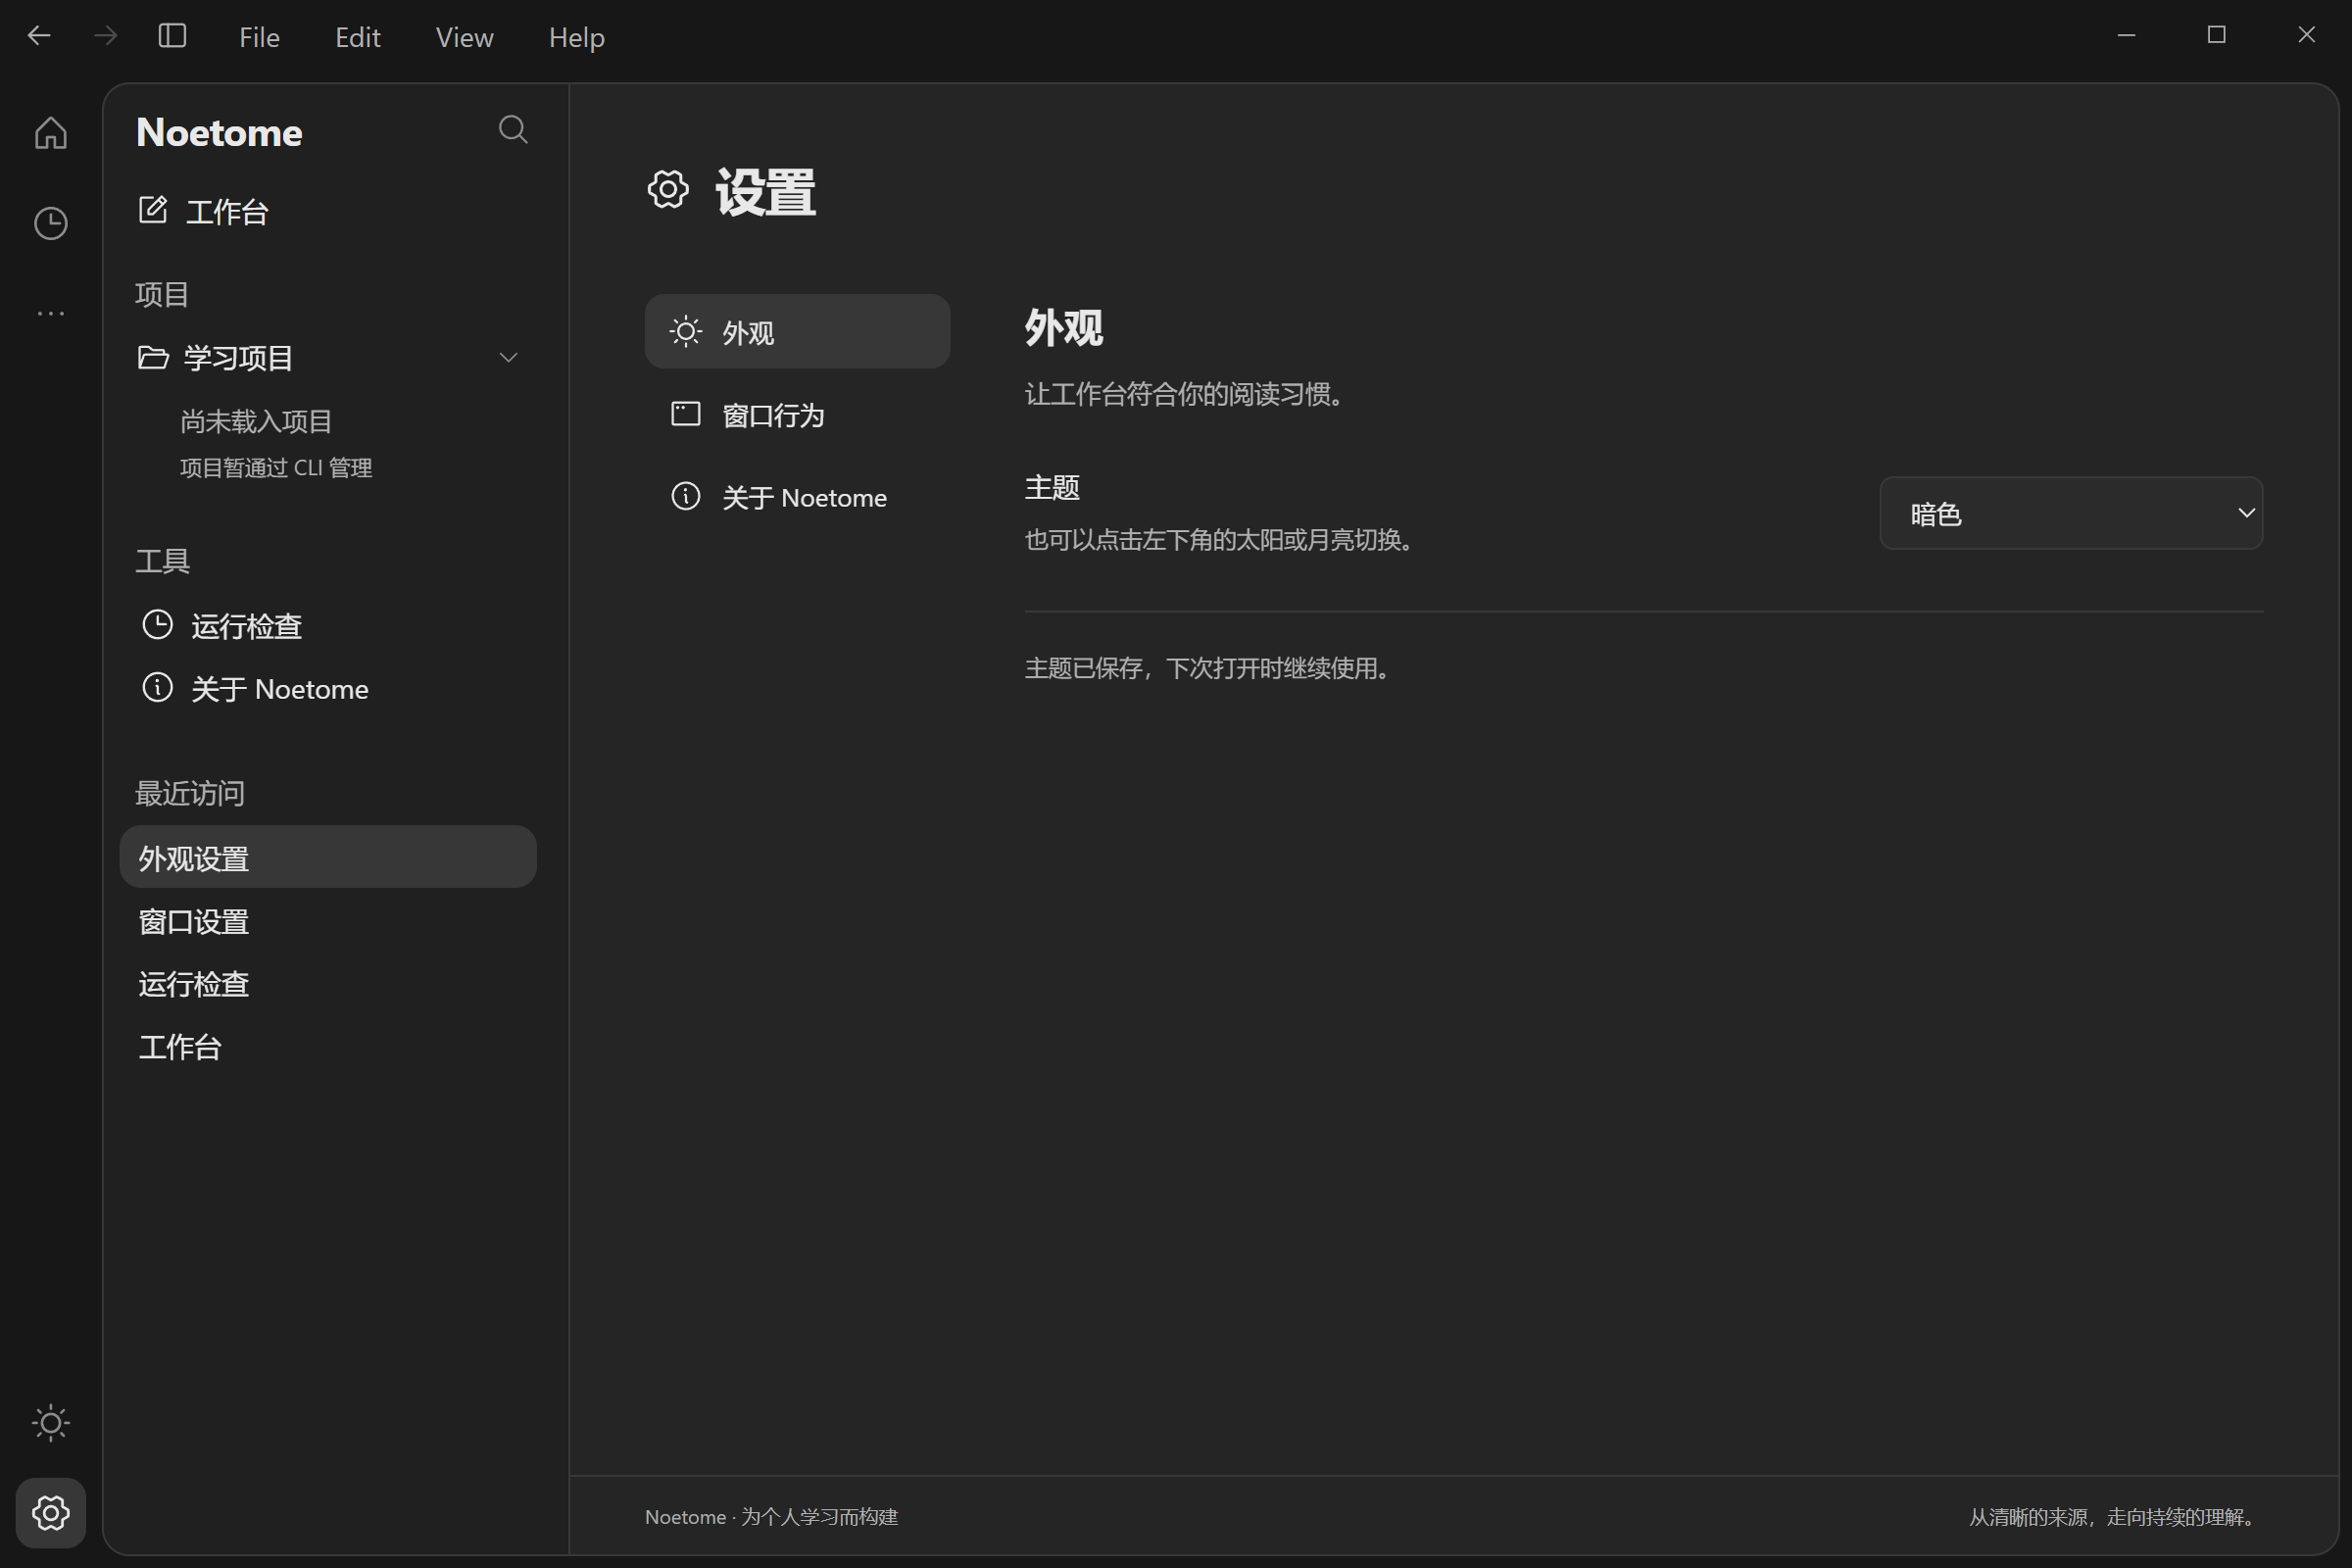 File Edit View Help
Noetome
工作台
项目
学习项目
尚未载入项目
项目暂通过 CLI 管理
工具
运行检查
关于 Noetome
最近访问
外观设置
窗口设置
运行检查
工作台
设置
外观
窗口行为
关于 Noetome
外观
让工作台符合你的阅读习惯。
主题
也可以点击左下角的太阳或月亮切换。
暗色
主题已保存，下次打开时继续使用。
Noetome · 为个人学习而构建
从清晰的来源，走向持续的理解。